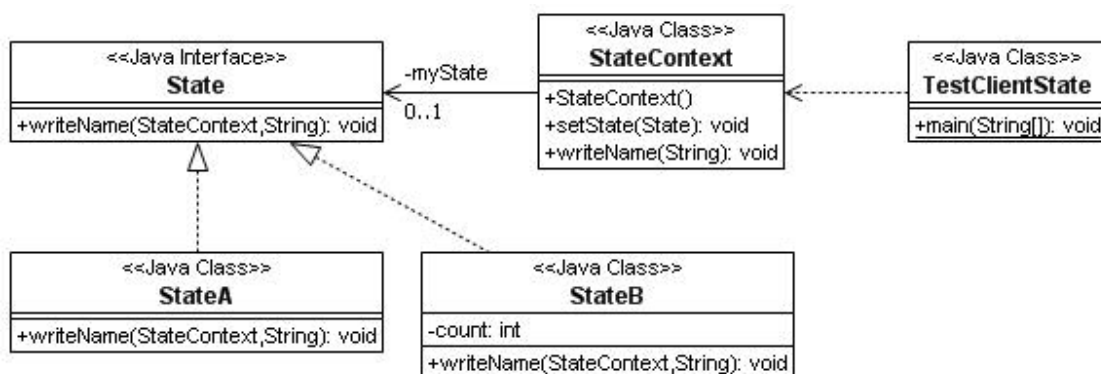 <<Java Interface>>
State
+writeName(StateContext,String): void
-myState
0..1
<<Java Class>>
StateContext
+StateContext()
+setState(State): void
+writeName(String): void
<<Java Class>>
TestClientState
+main(String[]): void
<<Java Class>>
StateA
+writeName(StateContext,String): void
<<Java Class>>
StateB
-count: int
+writeName(StateContext,String): void